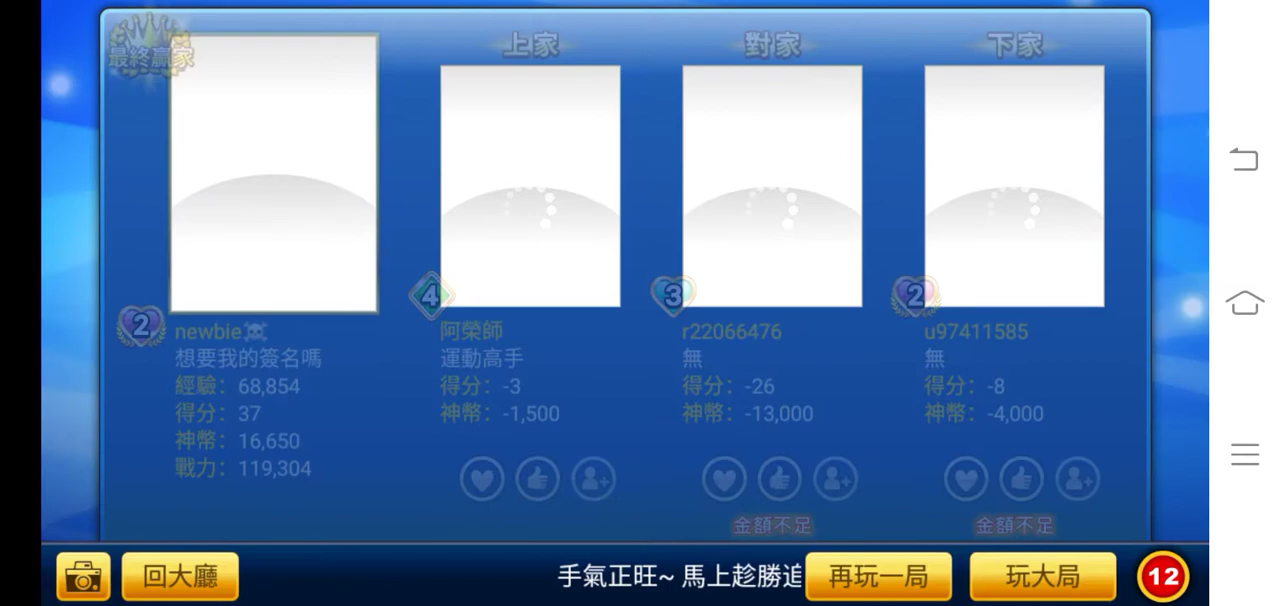 最終贏家
上家
對家
下家
2
newbie☠
想要我的簽名嗎
經驗: 68,854
得分: 37
神幣: 16,650
戰力: 119,304
4
阿榮師
運動高手
得分: -3
神幣: -1,500
3
r22066476
無
得分: -26
神幣: -13,000
金額不足
2
u97411585
無
得分: -8
神幣: -4,000
金額不足
回大廳
手氣正旺~ 馬上趁勝追
再玩一局
玩大局
12